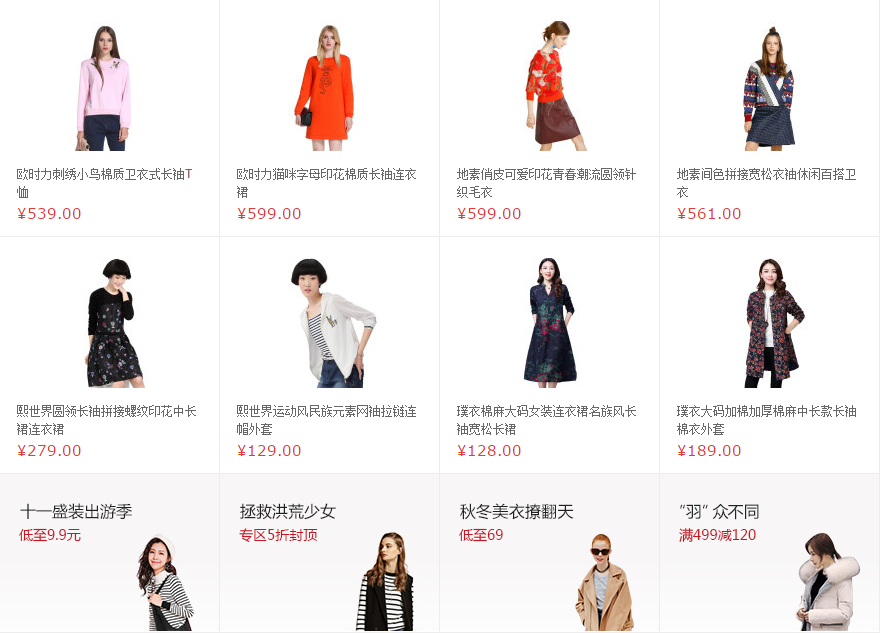 欧时力刺绣小鸟棉质卫衣式长袖T
恤
¥539.00
欧时力猫咪字母印花棉质长袖连衣
裙
¥599.00
地素俏皮可爱印花青春潮流圆领针
织毛衣
¥599.00
地素间色拼接宽松衣袖休闲百搭卫
衣
¥561.00
熙世界圆领长袖拼接螺纹印花中长
裙连衣裙
¥279.00
熙世界运动风民族元素网袖拉链连
帽外套
¥129.00
璞衣棉麻大码女装连衣裙名族风长
袖宽松长裙
¥128.00
璞衣大码加棉加厚棉麻中长款长袖
棉衣外套
¥189.00
十一盛装出游季
低至9.9元
拯救洪荒少女
专区5折封顶
秋冬美衣撩翻天
低至69
“羽” 众不同
满499减120